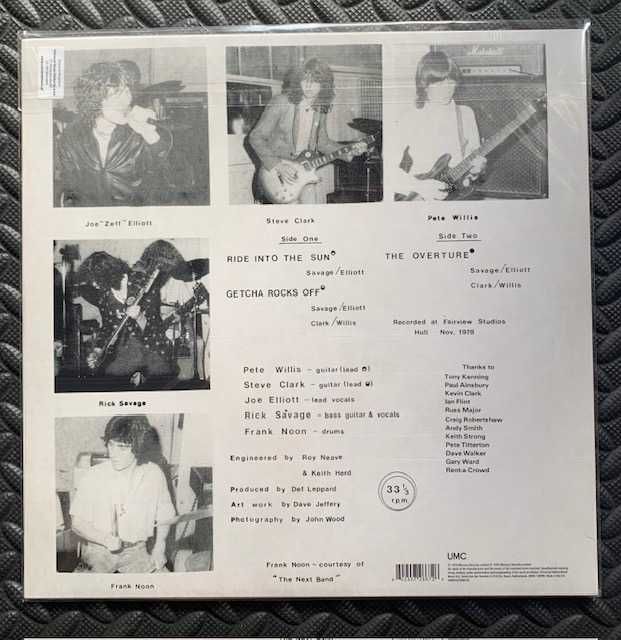 Marshall
Joe "Zeff" Elliott
Steve Clark
Pete Willis
Side One
Side Two
RIDE INTO THE SUN
THE OVERTURE
Savage/Elliott
Savage/Elliott
Clark/Willis
GETCHA ROCKS OFF
Savage/Elliott
Clark/Willis
Recorded at Fairview Studios
Hull Nov, 1978
Rick Savage
Pete Willis – guitar (lead)
Steve Clark – guitar (lead)
Joe Elliott – lead vocals
Rick Savage – bass guitar & vocals
Frank Noon – drums
Thanks to
Tony Kenning
Paul Ainsbury
Kevin Clark
Ian Flint
Russ Major
Craig Robertshaw
Andy Smith
Keith Strong
Pete Titterton
Dave Walker
Gary Ward
Rent-a Crowd
Engineered by Roy Neave
& Keith Herd
Produced by Def Leppard
Art work by Dave Jeffery
Photography by John Wood
33 1/3
r.p.m.
Frank Noon – courtesy of
"The Next Band"
Frank Noon
UMC